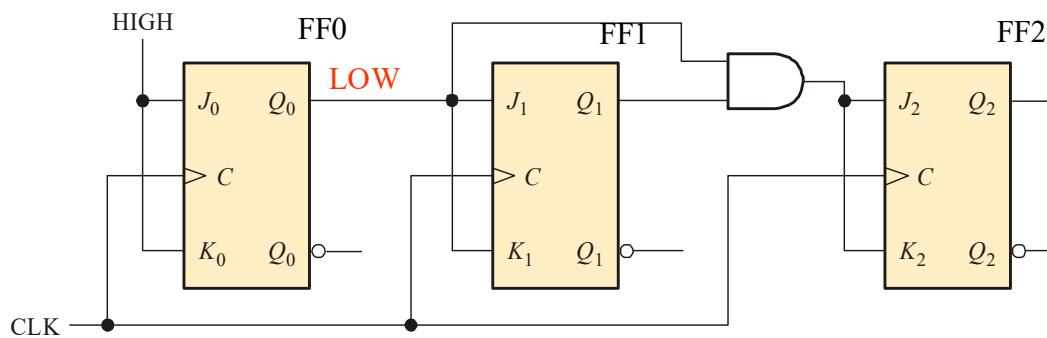 HIGH
FF0
FF1
FF2
LOW
J0 Q0
J1 Q1
J2 Q2
C
C
C
K0 Q0
K1 Q1
K2 Q2
CLK